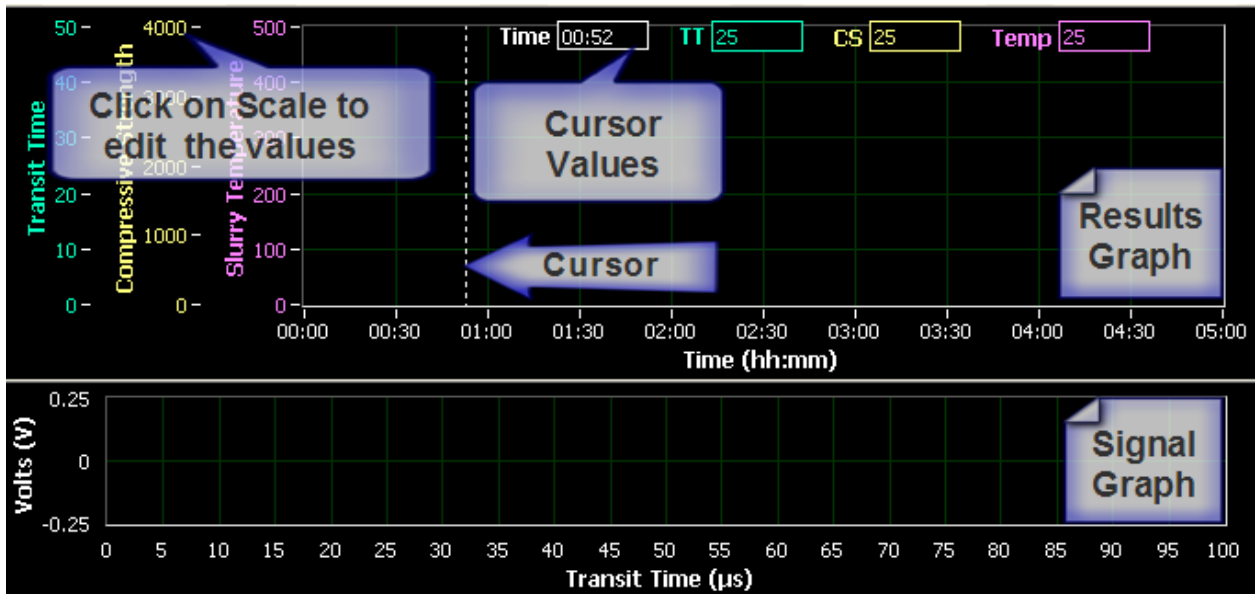 50
4000
500
Time 00:52 TT 25 CS 25 Temp 25
40
3000
400
30
2000
20
200
10
1000
100
0
0
0
Transit Time
Compressive Strength
Slurry Temperature
Click on Scale to
edit the values
Cursor
Values
Cursor
Results
Graph
00:00 00:30 01:00 01:30 02:00 02:30 03:00 03:30 04:00 04:30 05:00
Time (hh:mm)
0.25
0
-0.25
Volts (V)
Signal
Graph
0 5 10 15 20 25 30 35 40 45 50 55 60 65 70 75 80 85 90 95 100
Transit Time (µs)